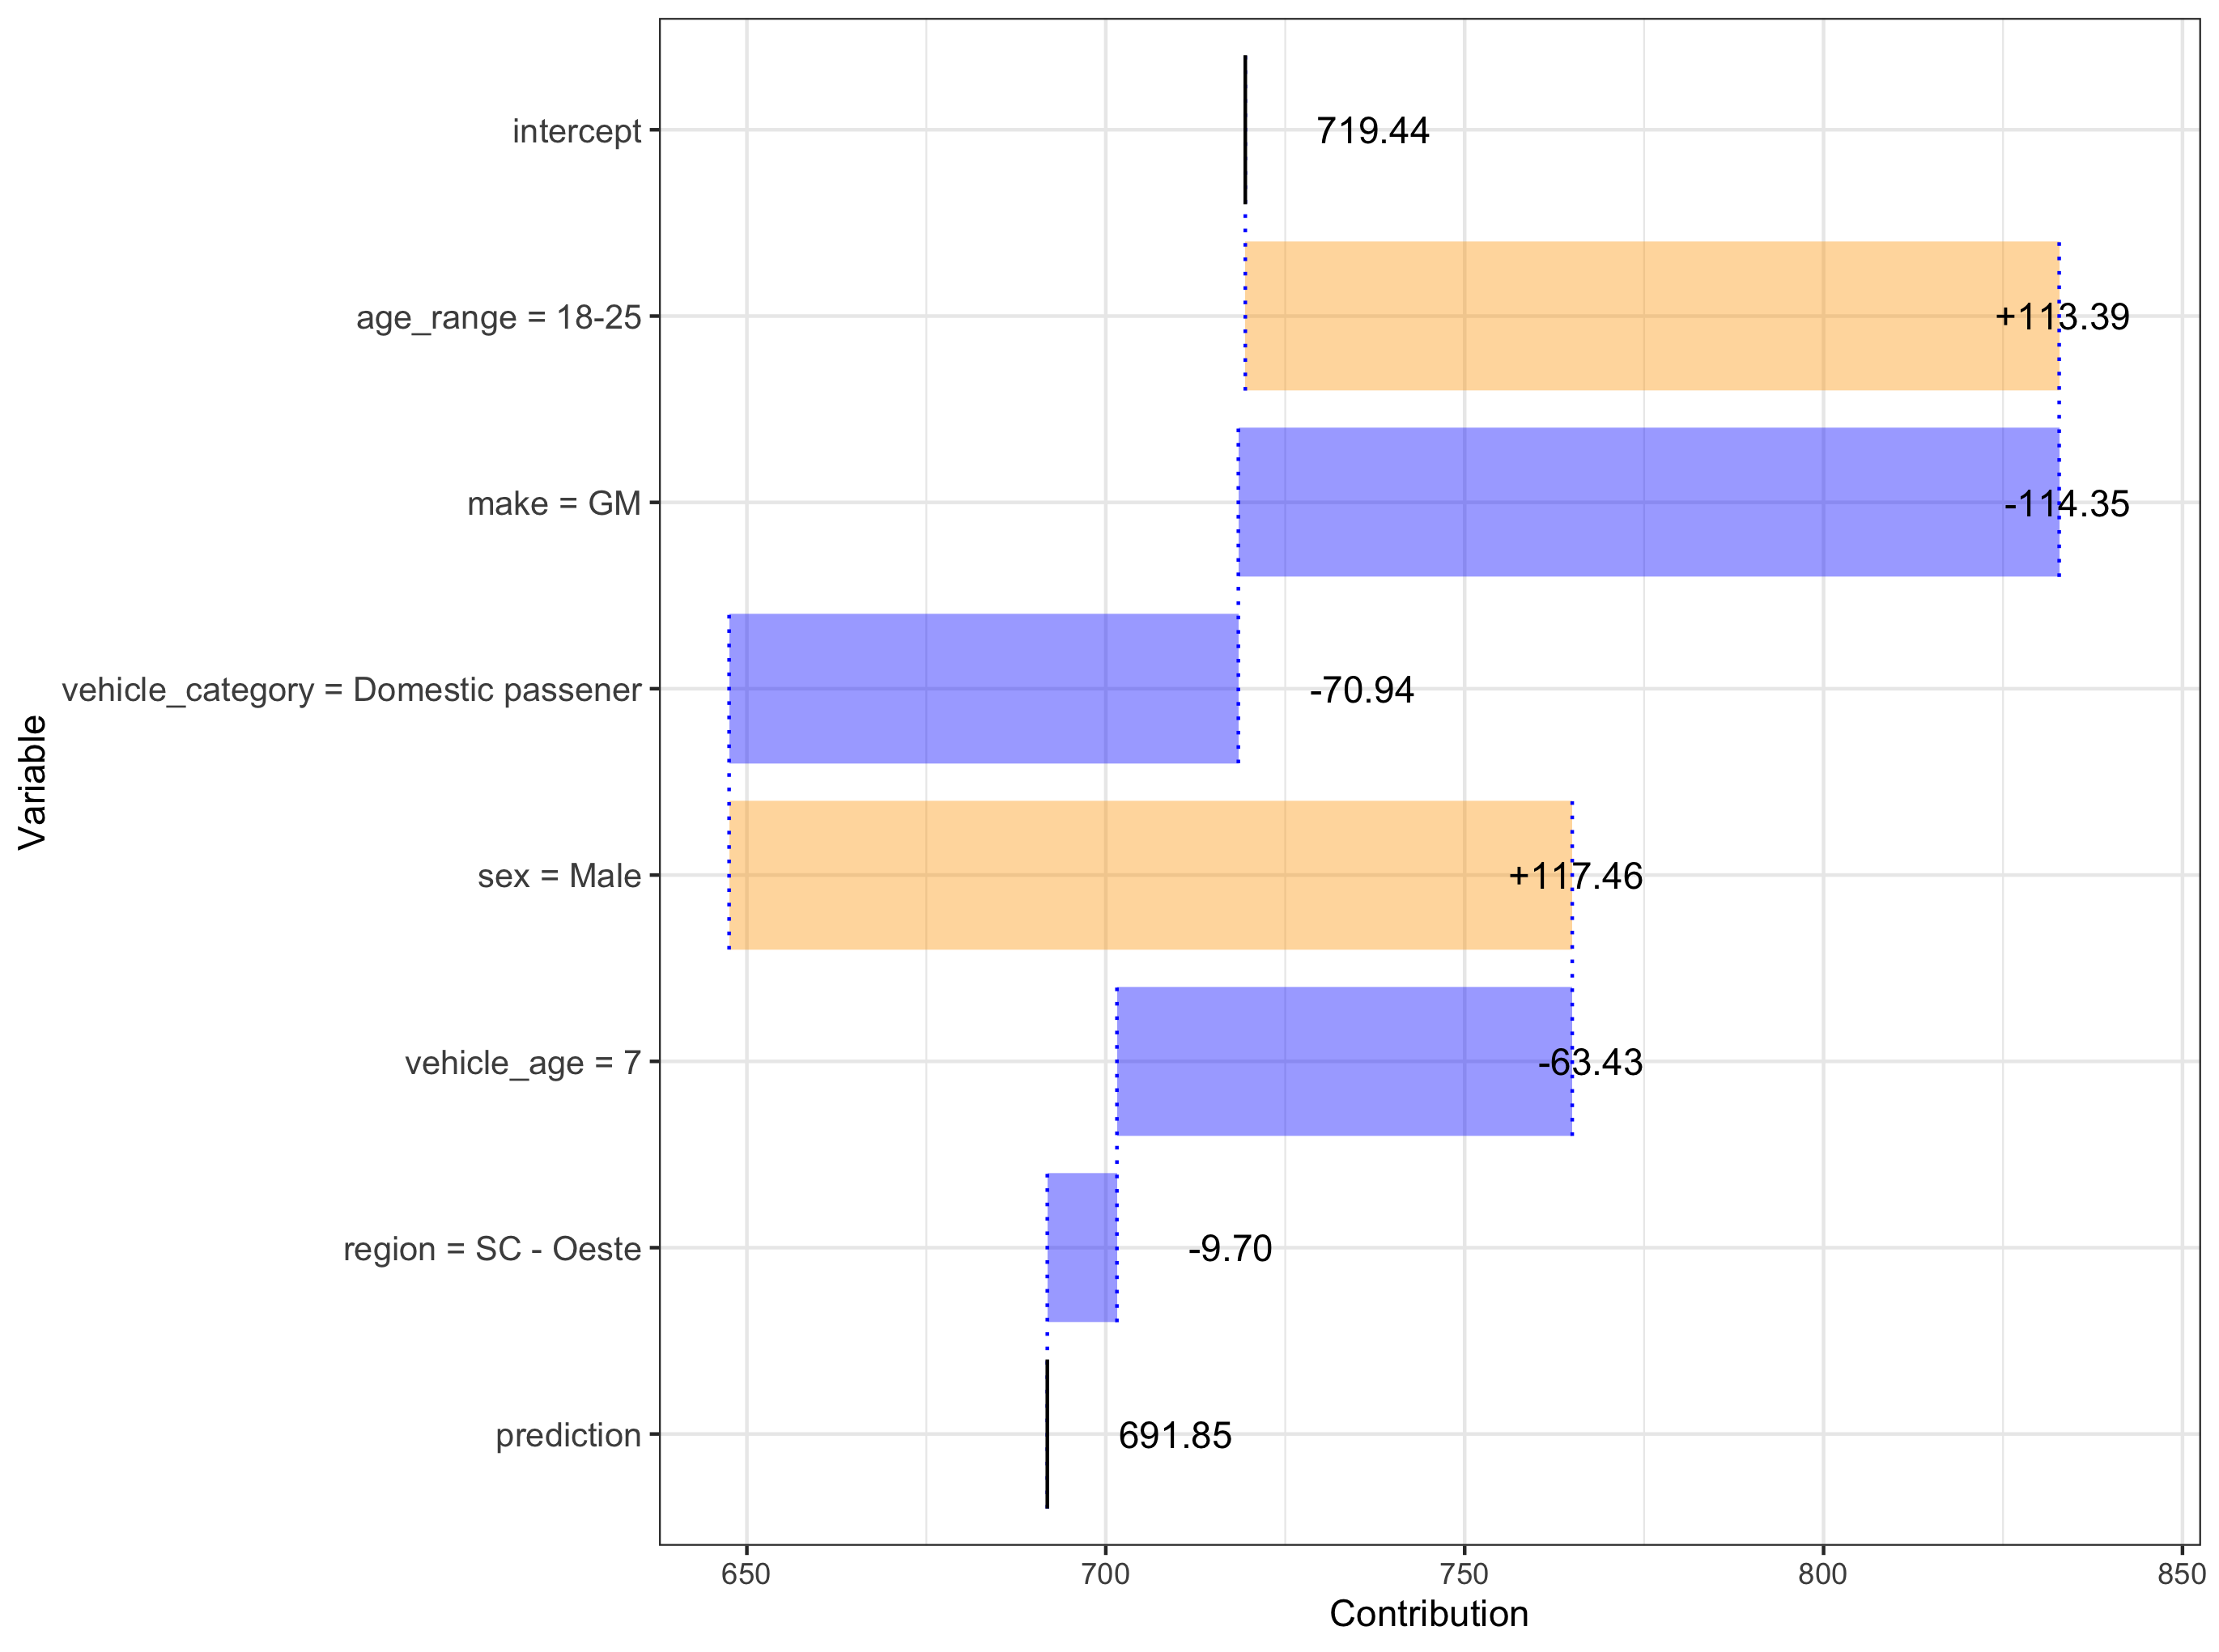 intercept
719.44
age_range = 18-25
+113.39
make = GM
-114.35
vehicle_category = Domestic passener
-70.94
sex = Male
+117.46
vehicle_age = 7
-63.43
region = SC - Oeste
-9.70
prediction
691.85
Variable
650
700
750
800
850
Contribution